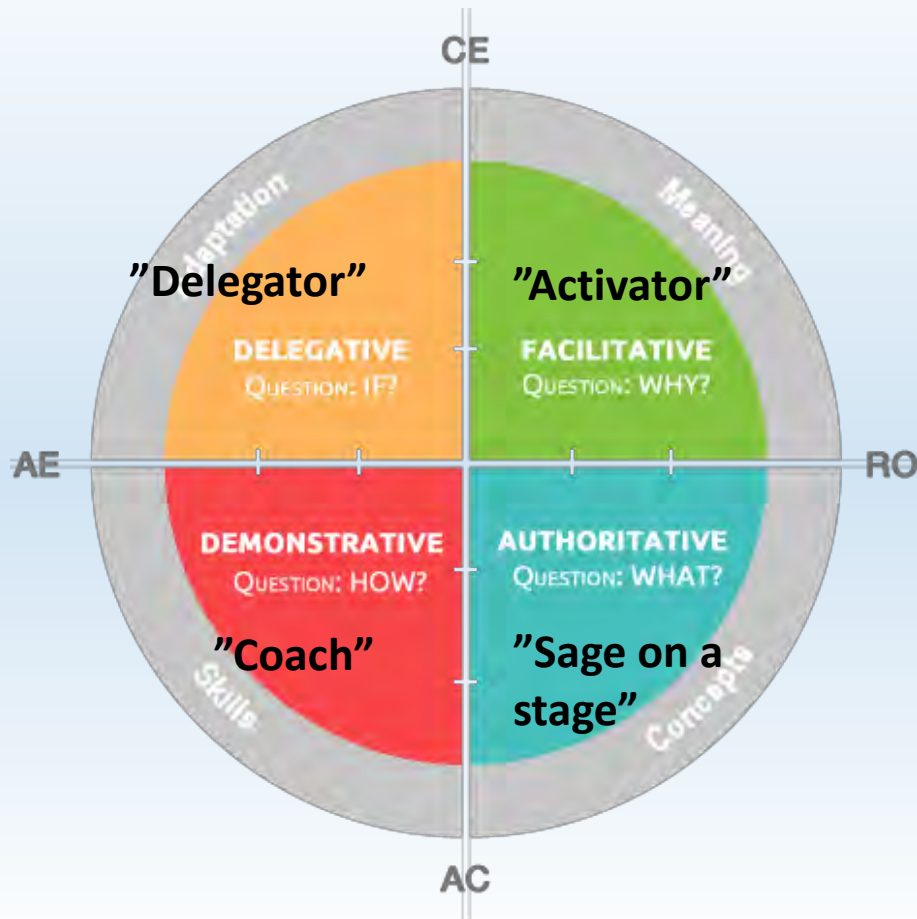 CE
daptation
Meaning
”Delegator”
”Activator”
DELEGATIVE
QUESTION: IF?
FACILITATIVE
QUESTION: WHY?
AE
RO
DEMONSTRATIVE
QUESTION: HOW?
AUTHORITATIVE
QUESTION: WHAT?
”Coach”
”Sage on a
stage”
Skills
Concepts
AC